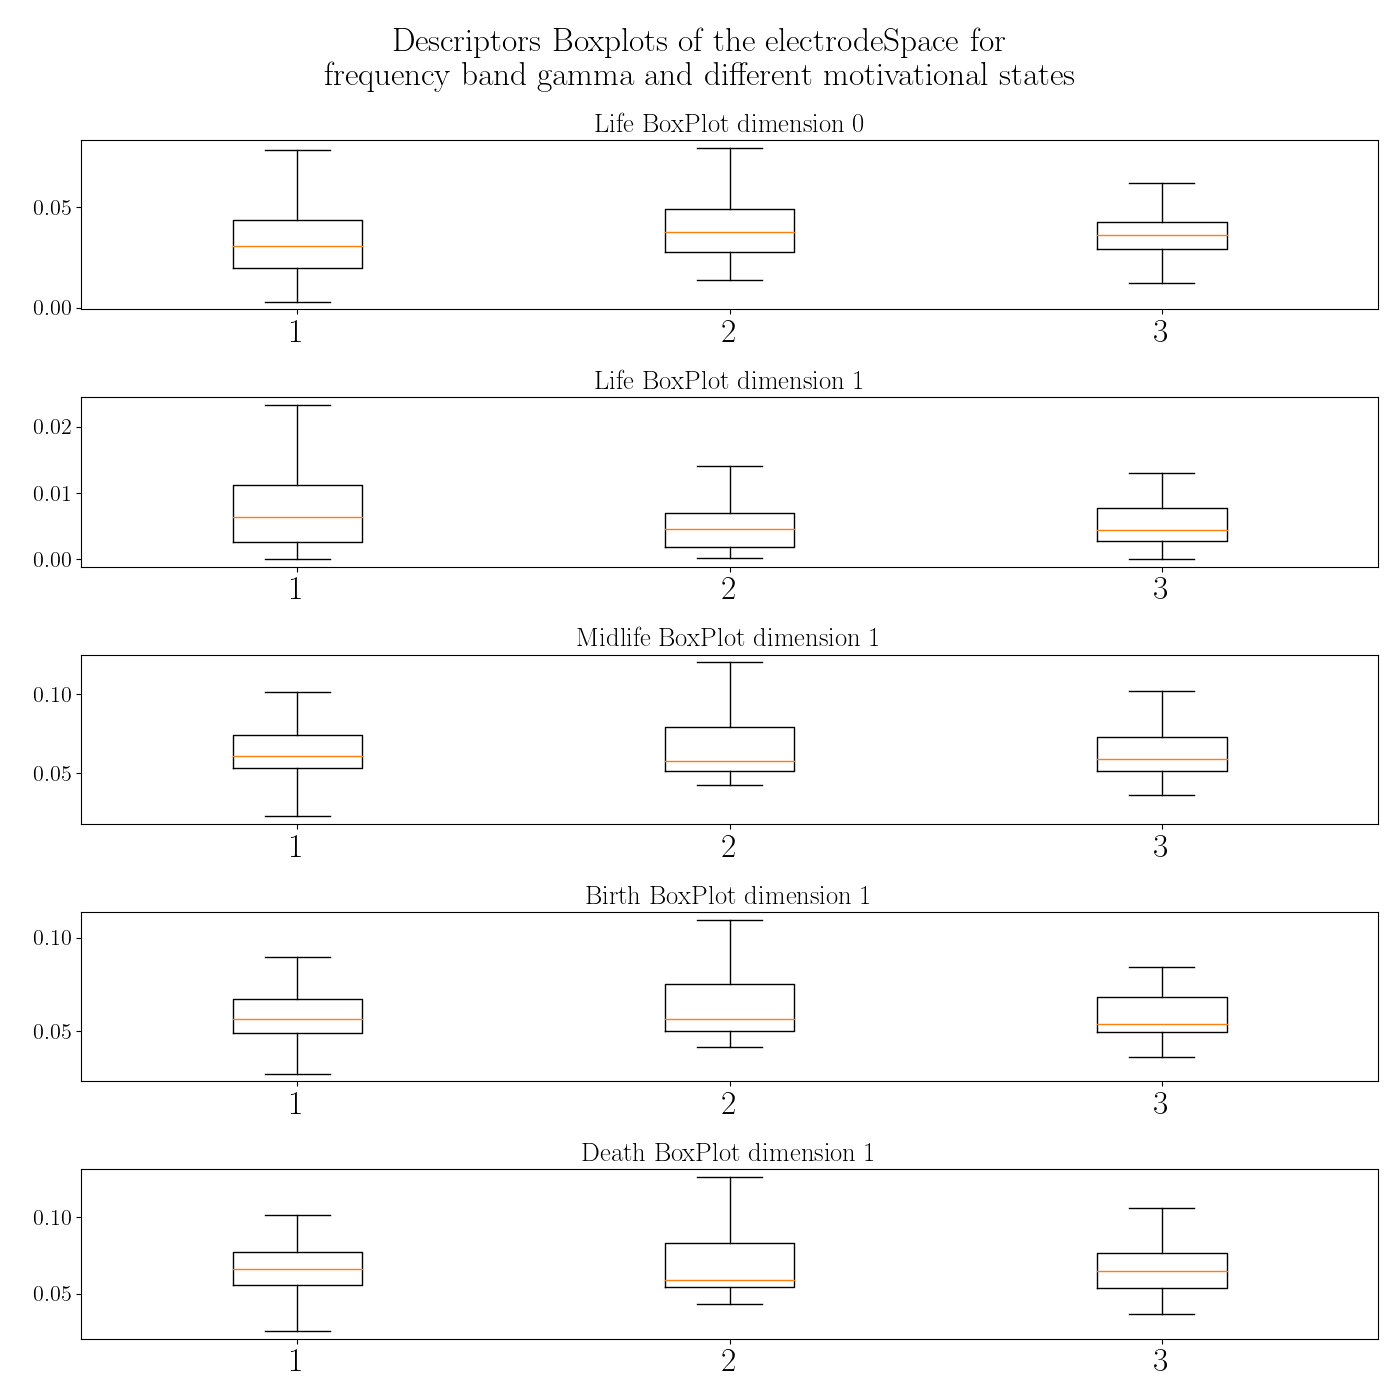 Descriptors Boxplots of the electrodeSpace for
frequency band gamma and different motivational states
Life BoxPlot dimension 0
0.05
0.00
1 2 3
Life BoxPlot dimension 1
0.02
0.01
0.00
1 2 3
Midlife BoxPlot dimension 1
0.10
0.05
1 2 3
Birth BoxPlot dimension 1
0.10
0.05
1 2 3
Death BoxPlot dimension 1
0.10
0.05
1 2 3